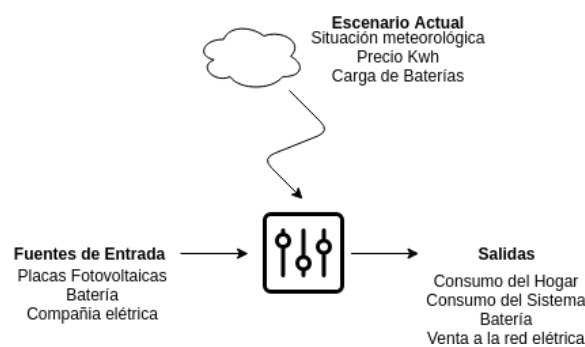 Escenario Actual
Situación meteorológica
Precio Kwh
Carga de Baterías
Fuentes de Entrada
Placas Fotovoltaicas
Batería
Compañia elétrica
Salidas
Consumo del Hogar
Consumo del Sistema
Batería
Venta a la red elétrica